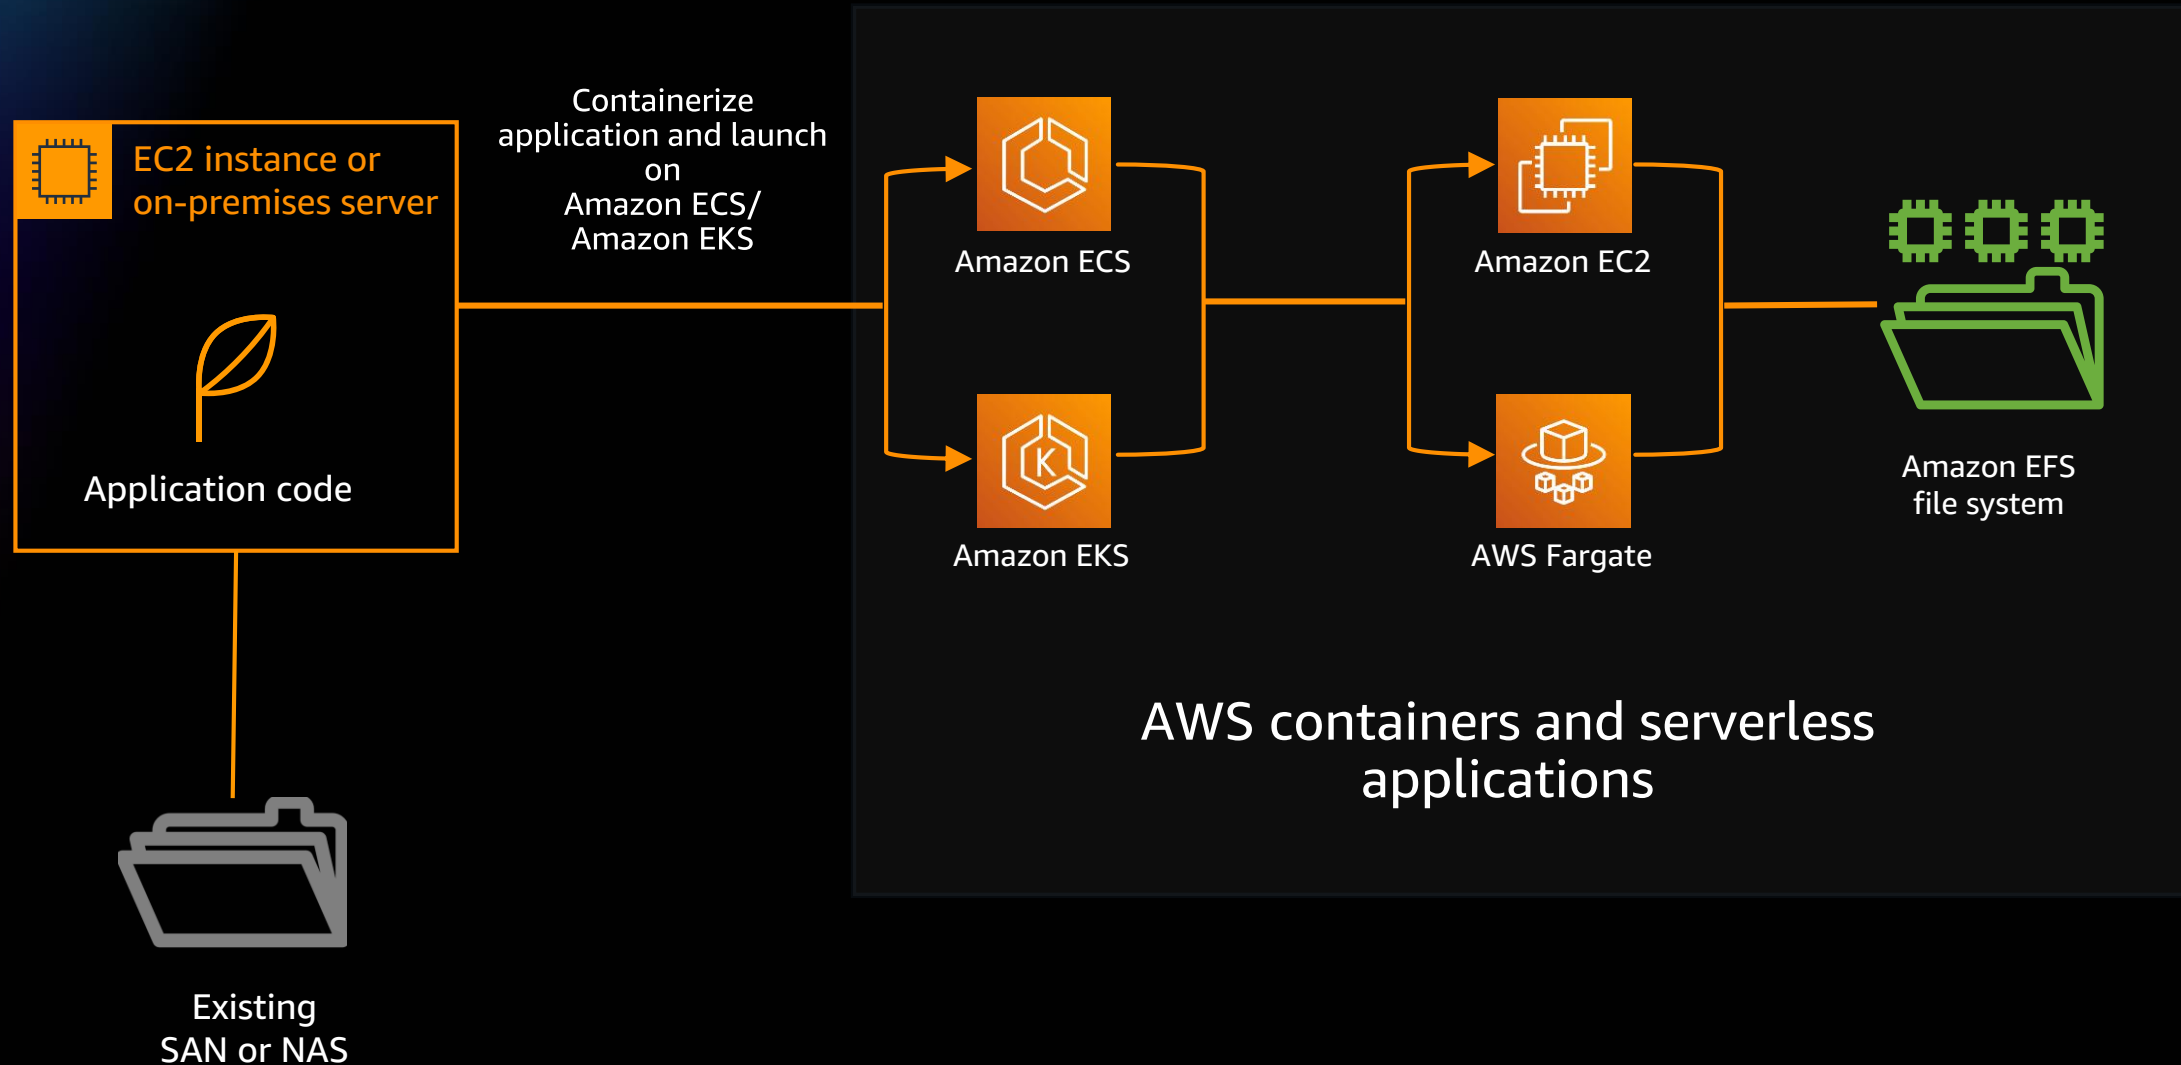 EC2 instance or
on-premises server
Application code
Existing
SAN or NAS
Containerize
application and launch
on
Amazon ECS/
Amazon EKS
Amazon ECS
Amazon EC2
K
Amazon EKS
AWS Fargate
Amazon EFS
file system
AWS containers and serverless
applications